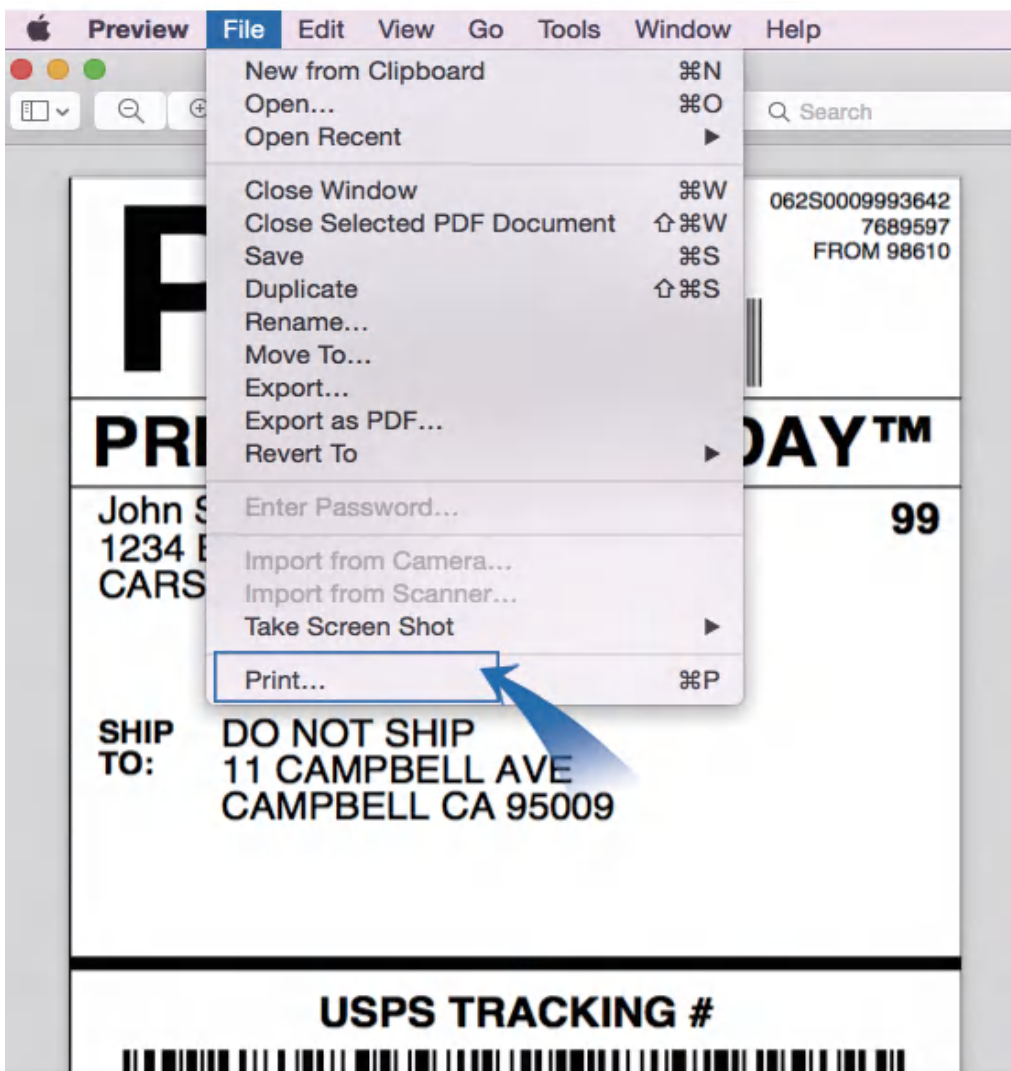 Preview File Edit View Go Tools Window Help
New from Clipboard ⌘N
Open... ⌘O
Open Recent ▶
Search
Close Window ⌘W
Close Selected PDF Document ⇧⌘W
Save ⌘S
Duplicate ⇧⌘S
Rename...
Move To...
Export...
Export as PDF...
Revert To ▶
Enter Password...
Import from Camera...
Import from Scanner...
Take Screen Shot ▶
Print... ⌘P
P
062S0009993642
7689597
FROM 98610
PRI DAY™
John S
99
1234
CARS
SHIP TO:
DO NOT SHIP
11 CAMPBELL AVE
CAMPBELL CA 95009
USPS TRACKING #